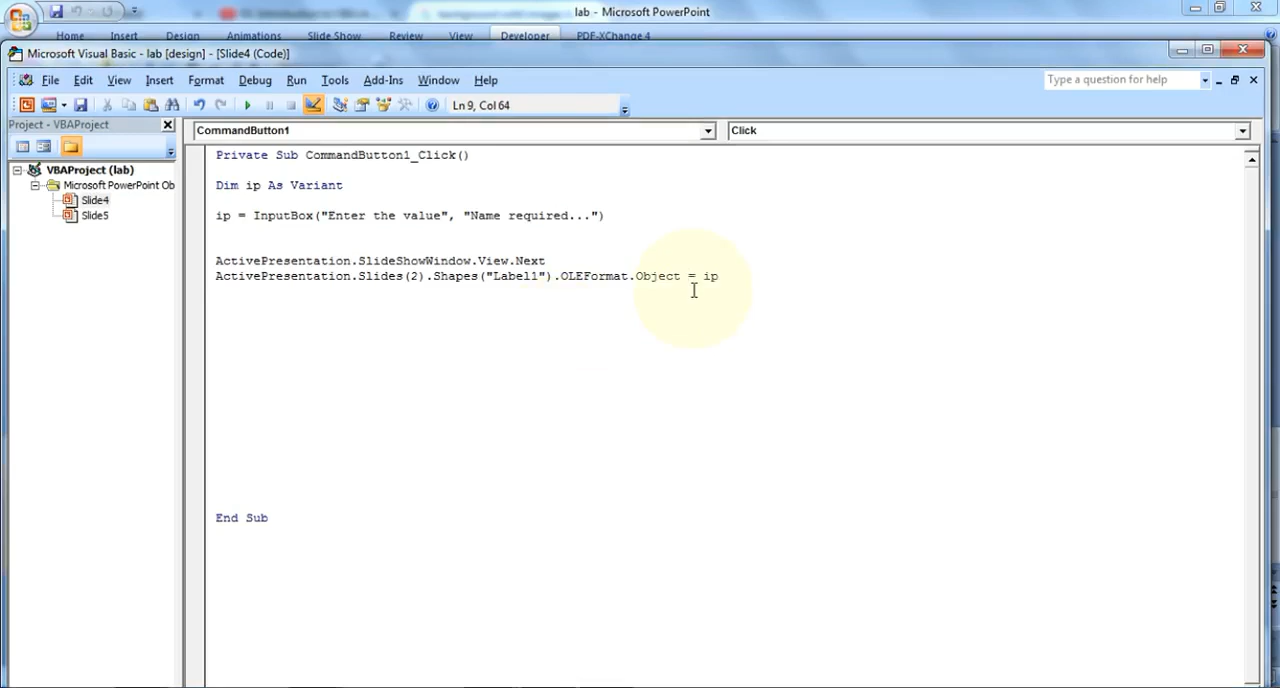 lab - Microsoft PowerPoint
Home Insert Design Animations Slide Show Review View Developer PDF-XChange 4
Microsoft Visual Basic - lab [design] - [Slide4 (Code)]
File Edit View Insert Format Debug Run Tools Add-Ins Window Help
Type a question for help
Ln 9, Col 64
Project - VBAProject
CommandButton1
Click
VBAProject (lab)
Microsoft PowerPoint Ob
Slide4
Slide5
Private Sub CommandButton1_Click()
Dim ip As Variant
ip = InputBox("Enter the value", "Name required...")
ActivePresentation.SlideShowWindow.View.Next
ActivePresentation.Slides(2).Shapes("Label1").OLEFormat.Object = ip
End Sub